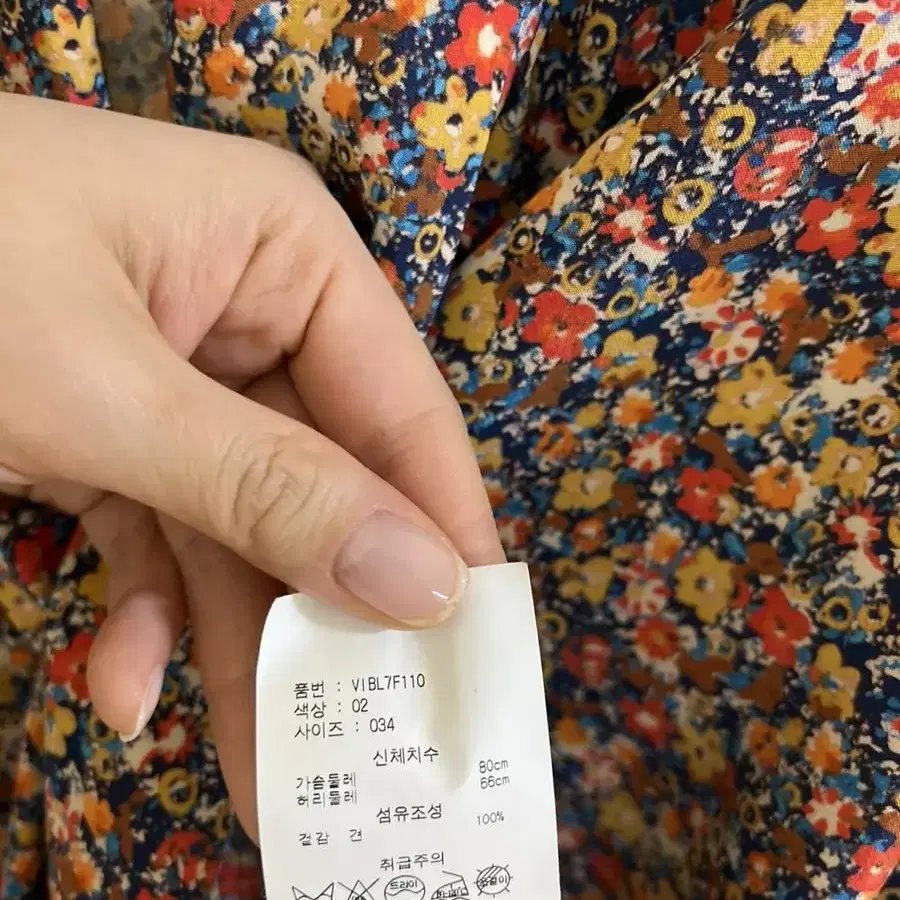 품번 : VIBL7F110
색상 : 02
사이즈 : 034
신체치수
가슴둘레 80cm
허리둘레 66cm
섬유조성
겉감 견 100%
취급주의
드라이